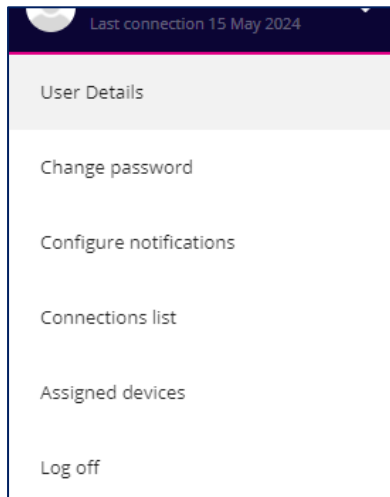 Last connection 15 May 2024
User Details
Change password
Configure notifications
Connections list
Assigned devices
Log off